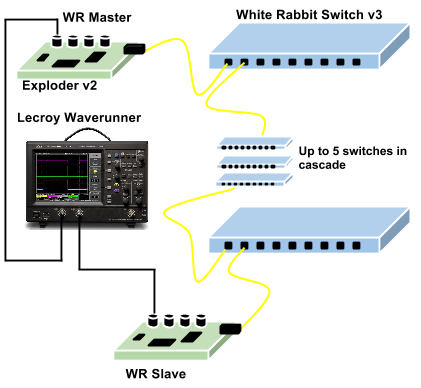 WR Master
White Rabbit Switch v3
Exploder v2
Lecroy Waverunner
Up to 5 switches in
cascade
WR Slave